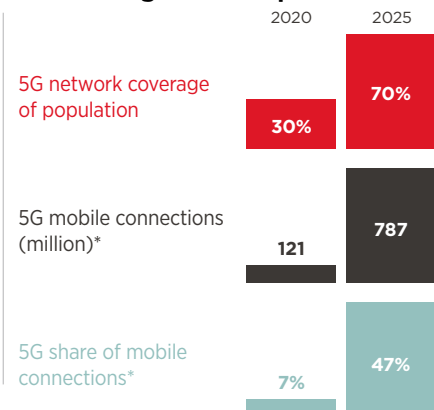 2020 2025
5G network coverage
of population
30%
70%
5G mobile connections
(million)*
121
787
5G share of mobile
connections*
7%
47%